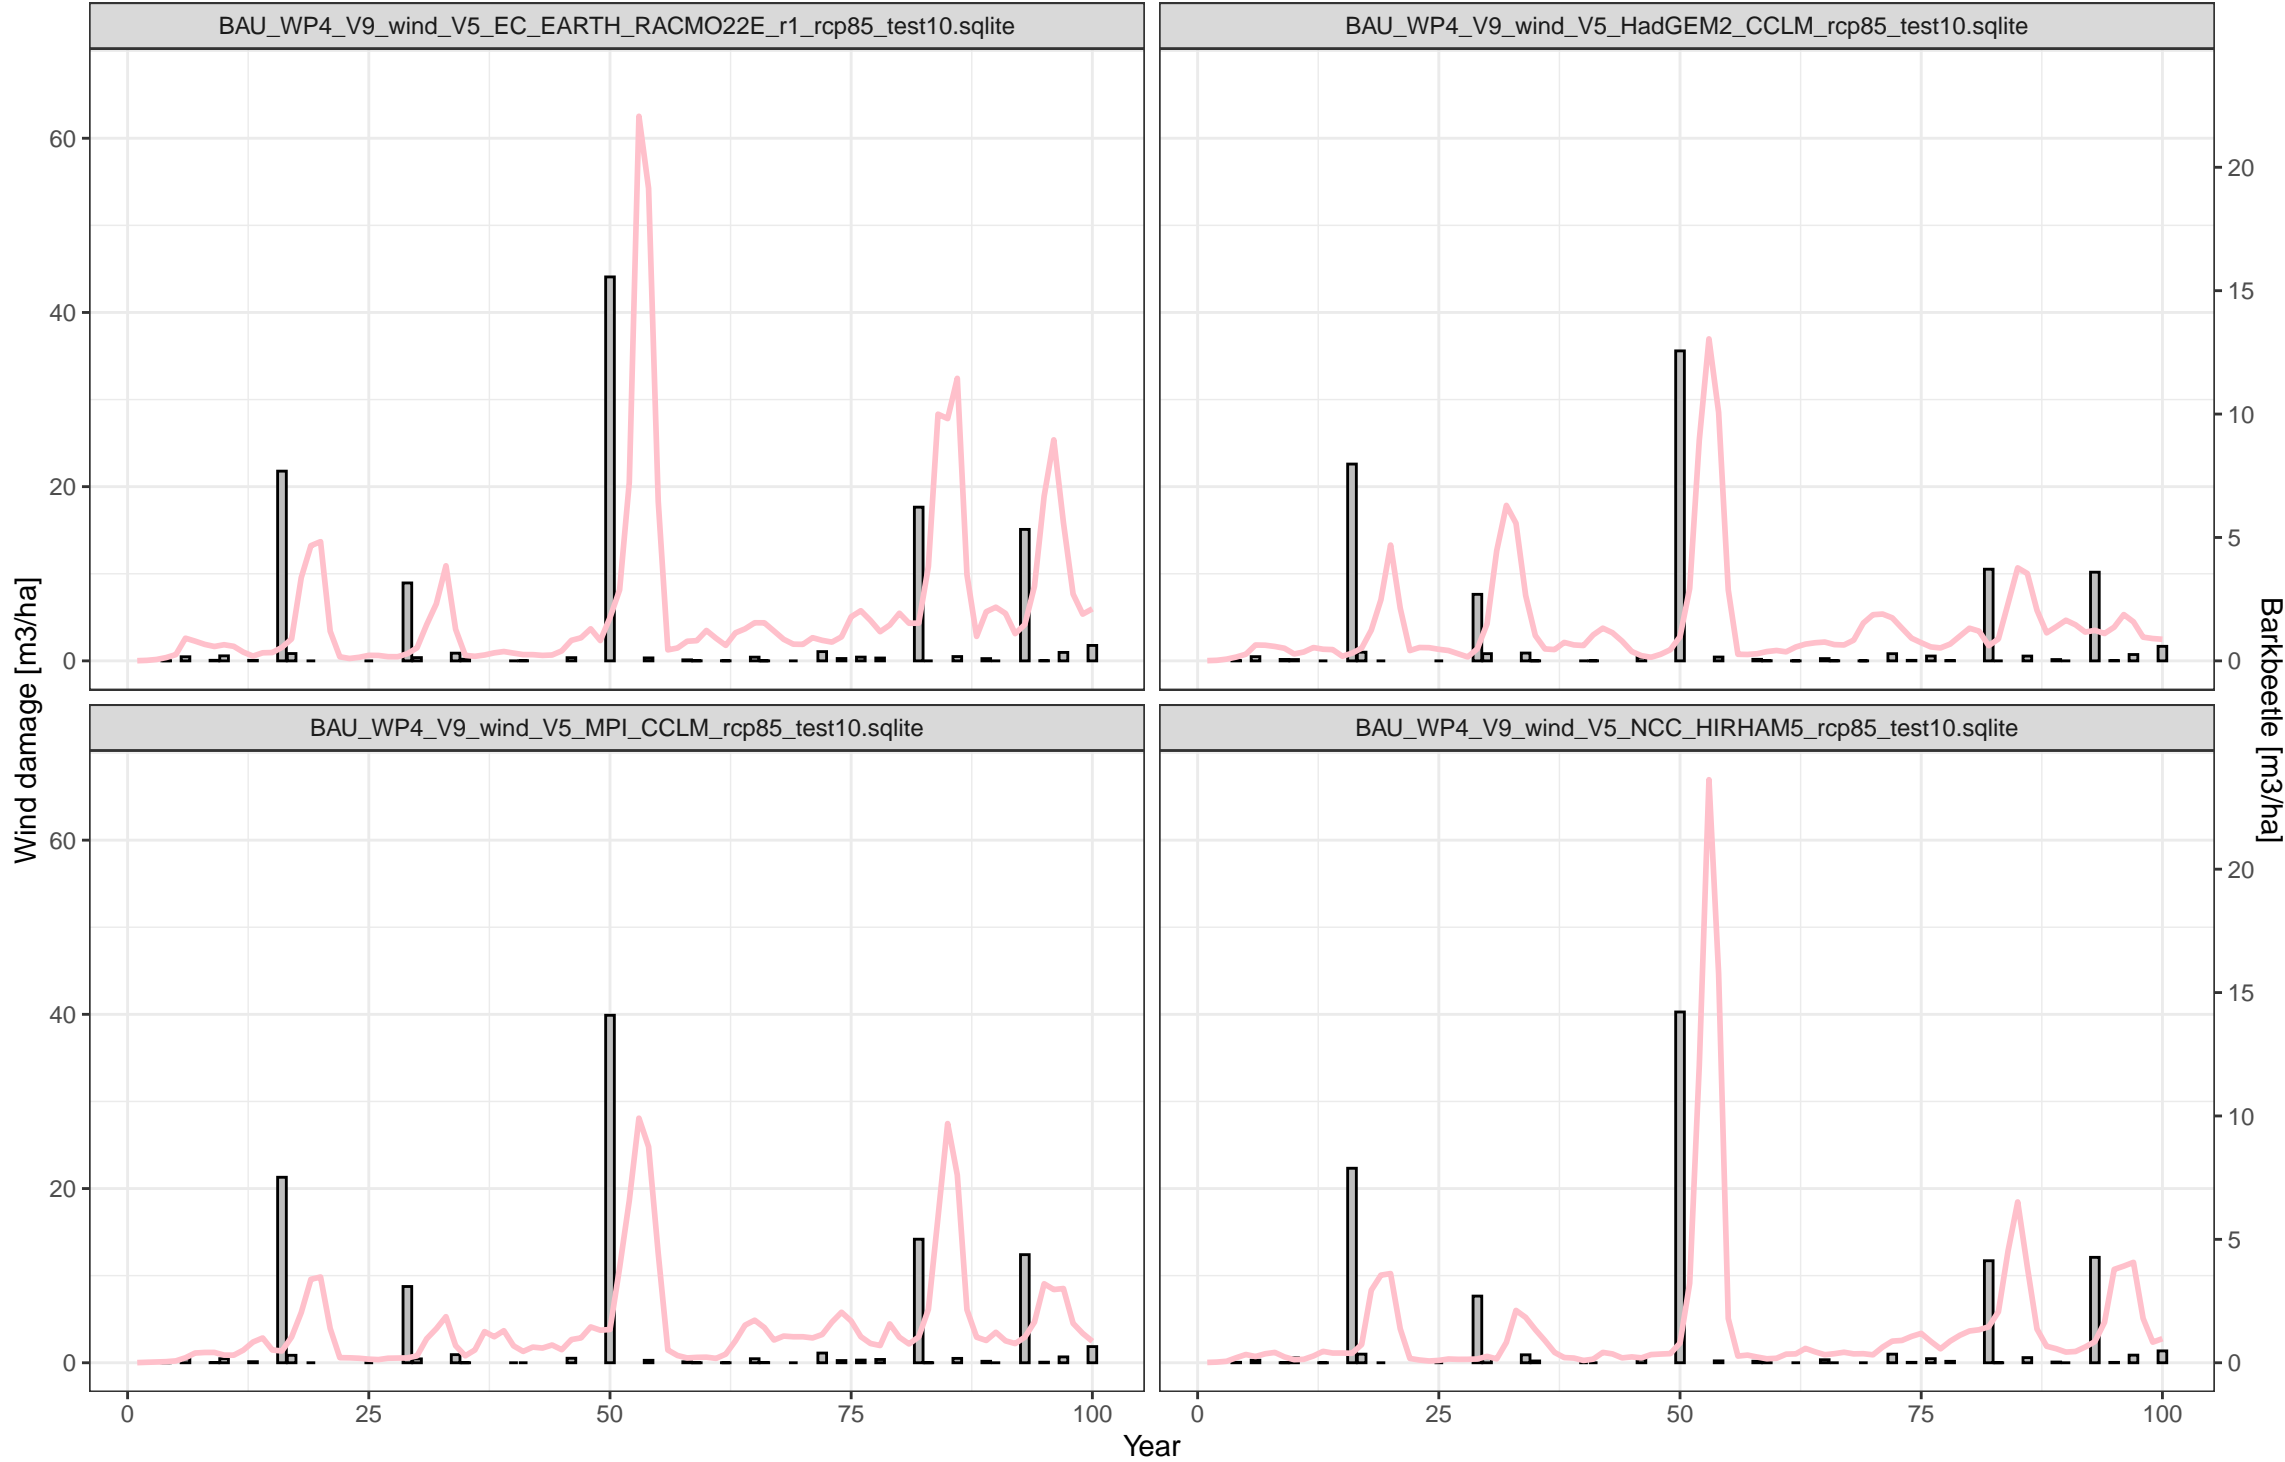 BAU_WP4_V9_wind_V5_EC_EARTH_RACMO22E_r1_rcp85_test10.sqlite
BAU_WP4_V9_wind_V5_HadGEM2_CCLM_rcp85_test10.sqlite
60
40
20
0
20
15
10
5
0
Wind damage [m3/ha]
Barkbeetle [m3/ha]
BAU_WP4_V9_wind_V5_MPI_CCLM_rcp85_test10.sqlite
BAU_WP4_V9_wind_V5_NCC_HIRHAM5_rcp85_test10.sqlite
60
40
20
0
20
15
10
5
0
0 25 50 75 100
0 25 50 75 100
Year